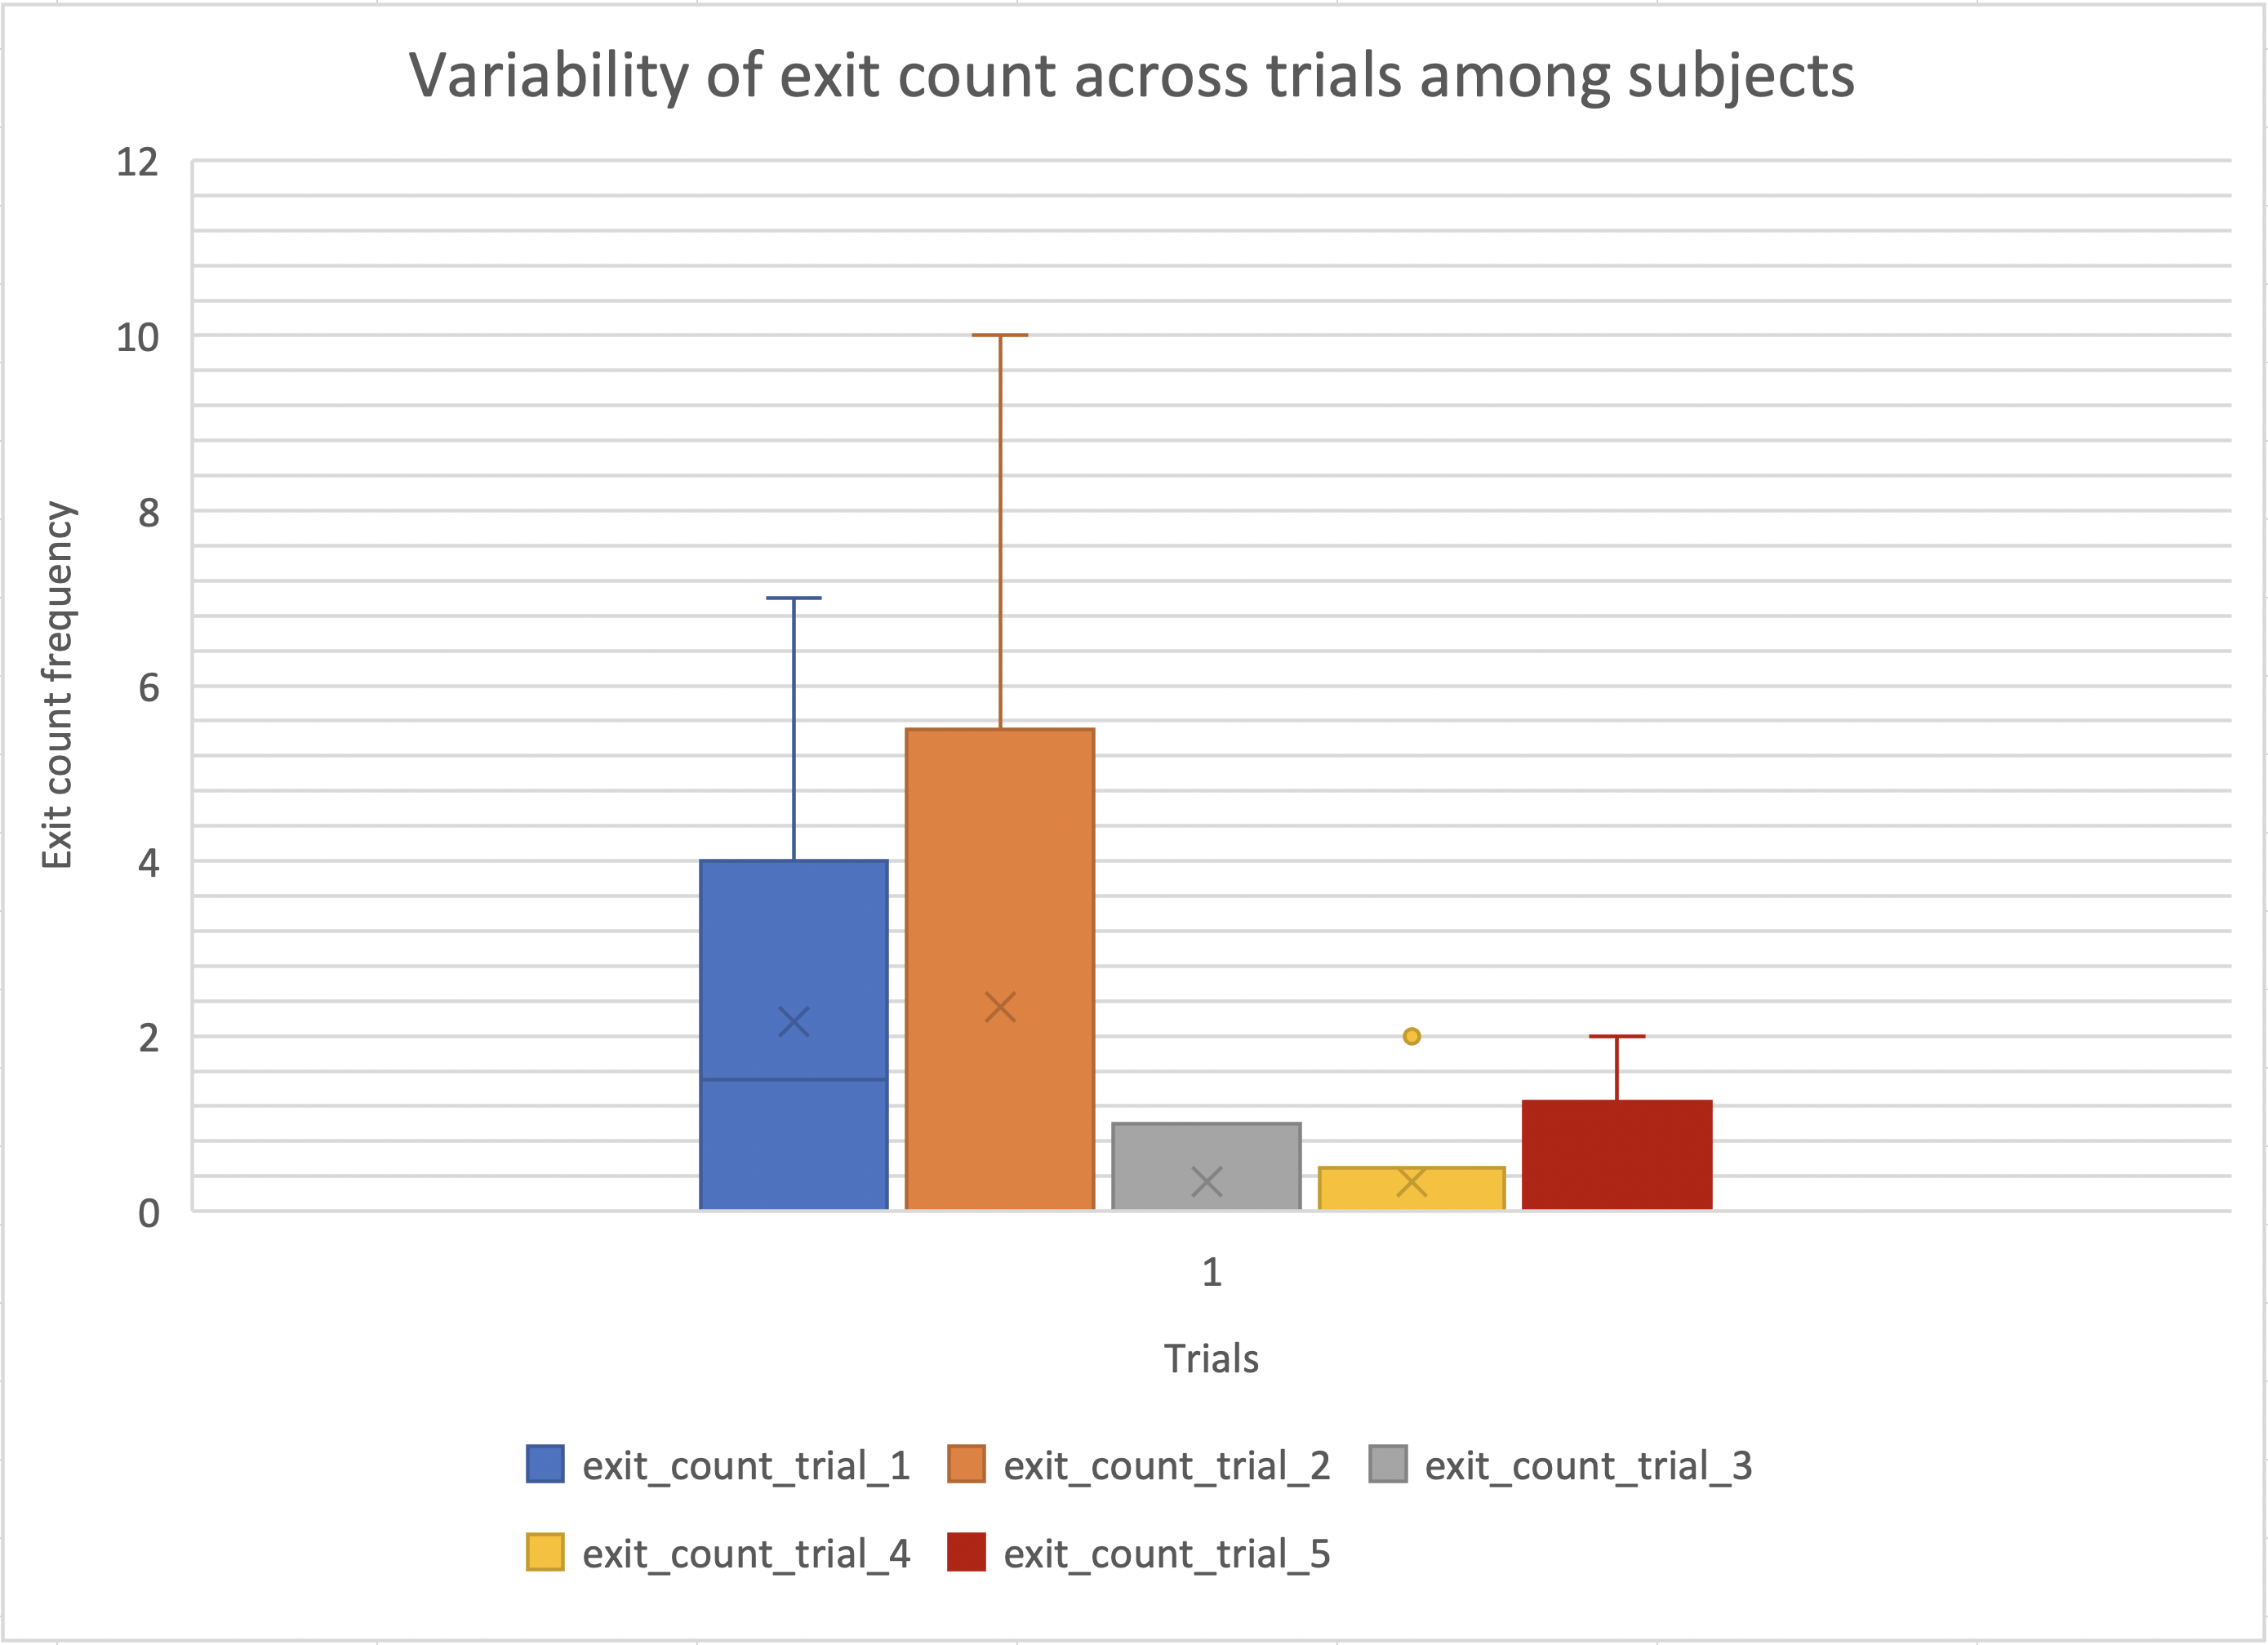 Variability of exit count across trials among subjects
12
10
8
6
4
2
0
Exit count frequency
1
Trials
exit_count_trial_1 exit_count_trial_2 exit_count_trial_3
exit_count_trial_4 exit_count_trial_5